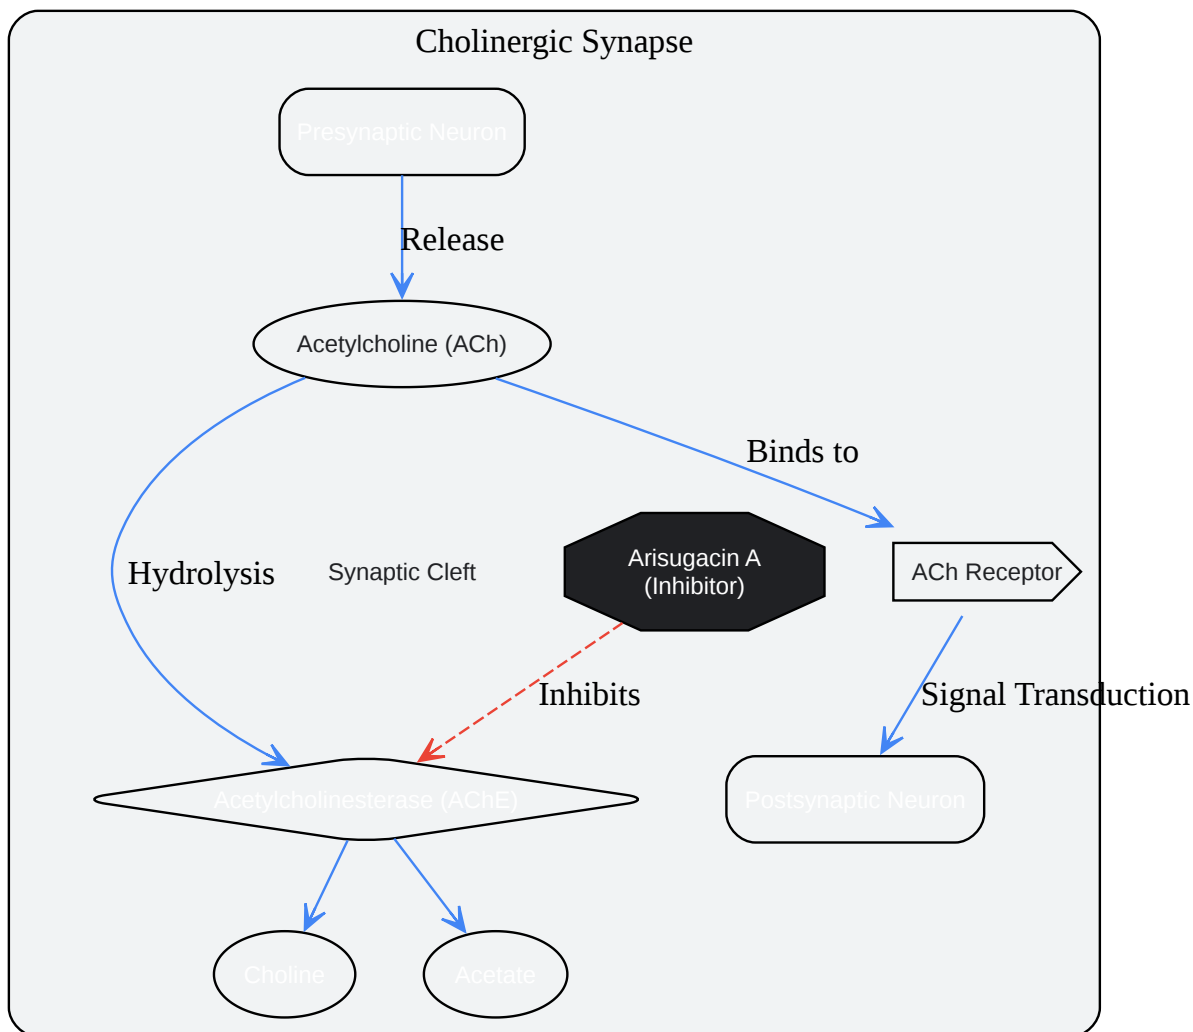 Cholinergic Synapse
Presynaptic Neuron
Release
Acetylcholine (ACh)
Binds to
Hydrolysis
Synaptic Cleft
Arisugacin A
(Inhibitor)
ACh Receptor
Inhibits
Signal Transduction
Acetylcholinesterase (AChE)
Postsynaptic Neuron
Choline
Acetate